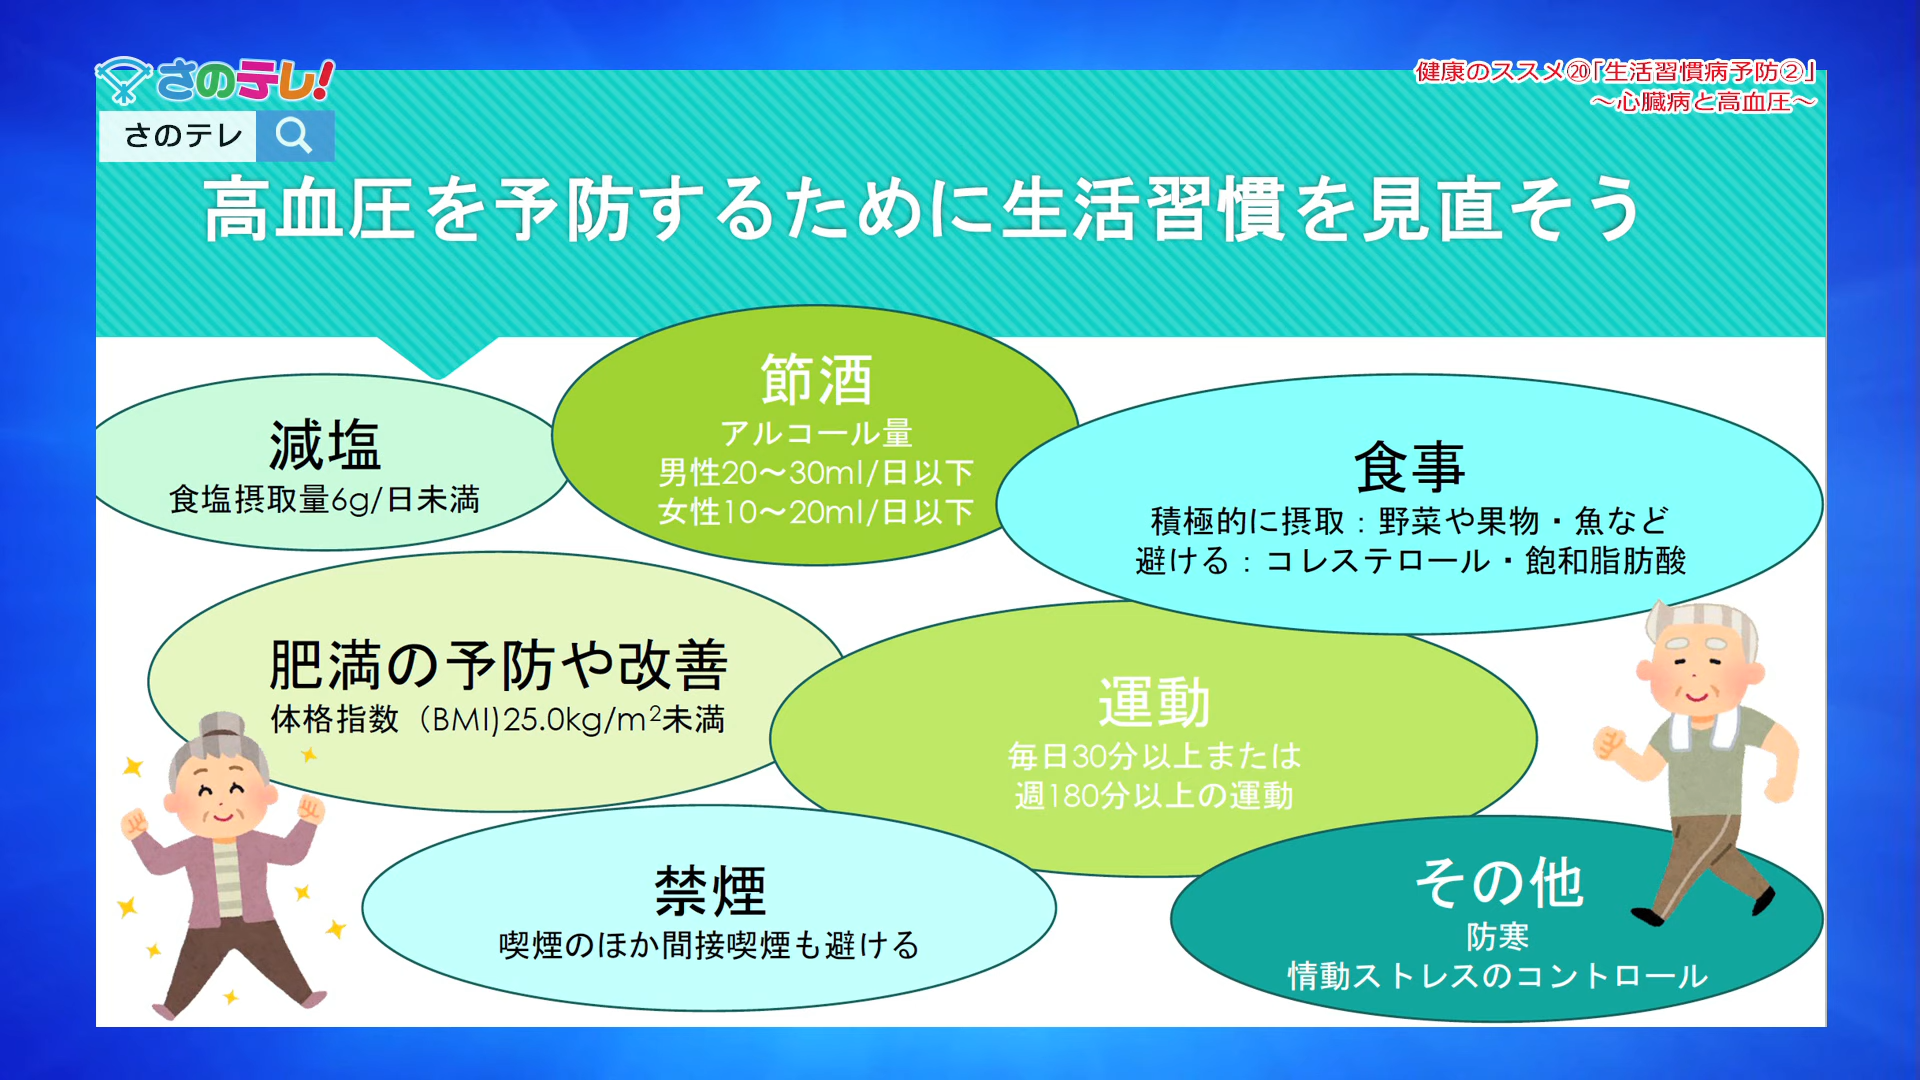 さのテレ!
さのテレ
健康のススメ⑳「生活習慣病予防②」
～心臓病と高血圧～
高血圧を予防するために生活習慣を見直そう
減塩
食塩摂取量6g/日未満
節酒
アルコール量
男性20～30ml/日以下
女性10～20ml/日以下
食事
積極的に摂取：野菜や果物・魚など
避ける：コレステロール・飽和脂肪酸
肥満の予防や改善
体格指数（BMI)25.0kg/m²未満
運動
毎日30分以上または
週180分以上の運動
禁煙
喫煙のほか間接喫煙も避ける
その他
防寒
情動ストレスのコントロール